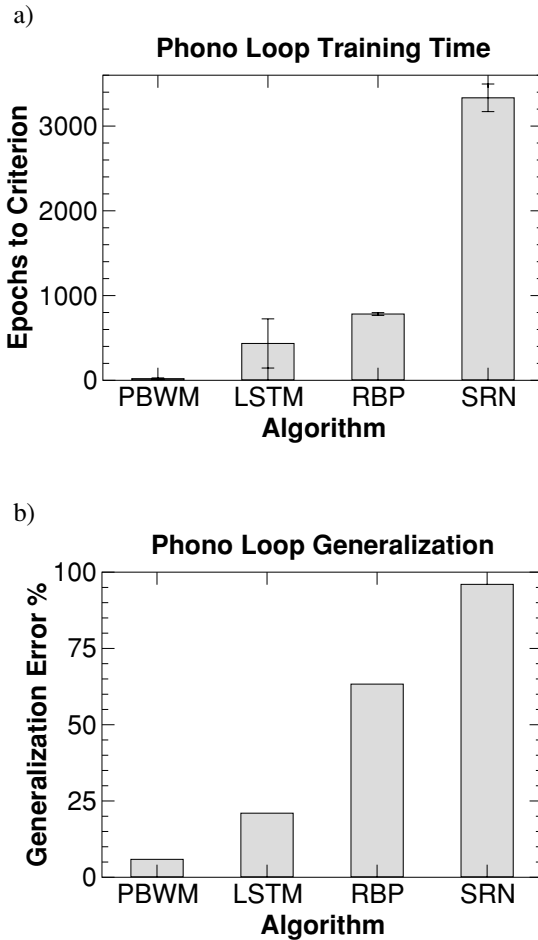 a)
Phono Loop Training Time
Epochs to Criterion
3000
2000
1000
0
PBWM LSTM RBP SRN
Algorithm
b)
Phono Loop Generalization
Generalization Error %
100
75
50
25
0
PBWM LSTM RBP SRN
Algorithm